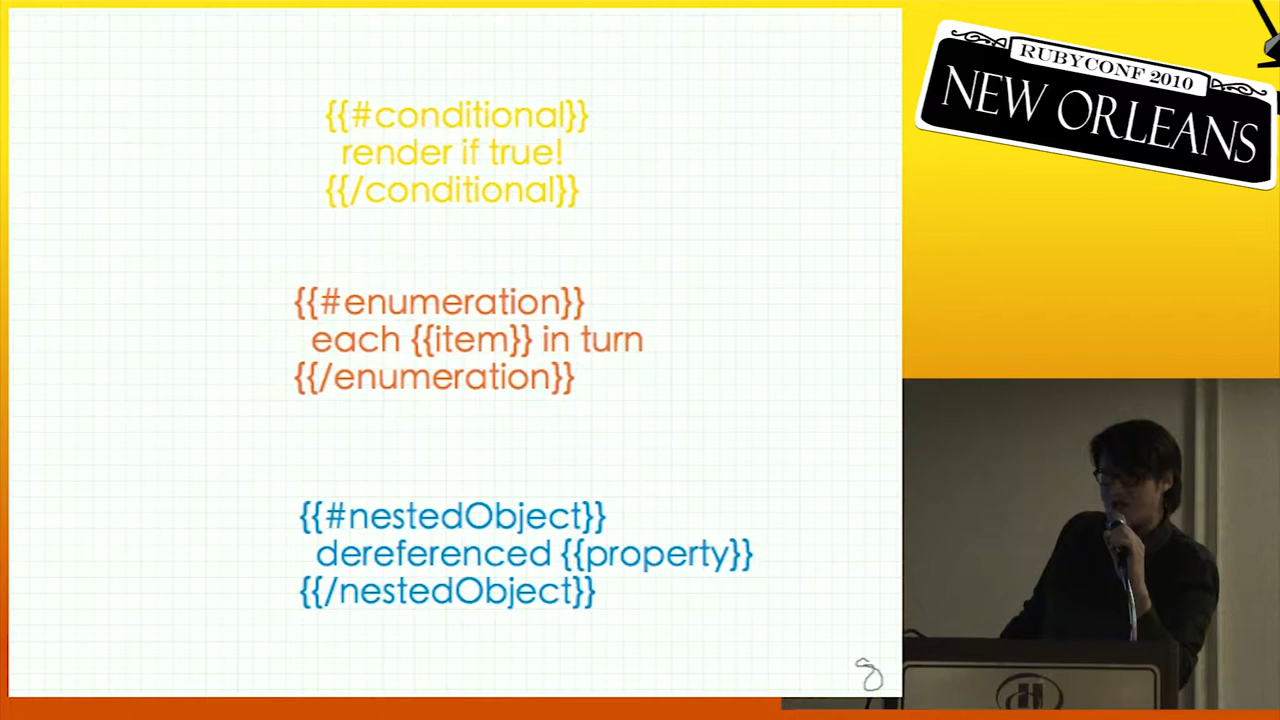 {{#conditional}}
render if true!
{{/conditional}}
{{#enumeration}}
each {{item}} in turn
{{/enumeration}}
{{#nestedObject}}
dereferenced {{property}}
{{/nestedObject}}
8
RUBYCONF 2010
NEW ORLEANS